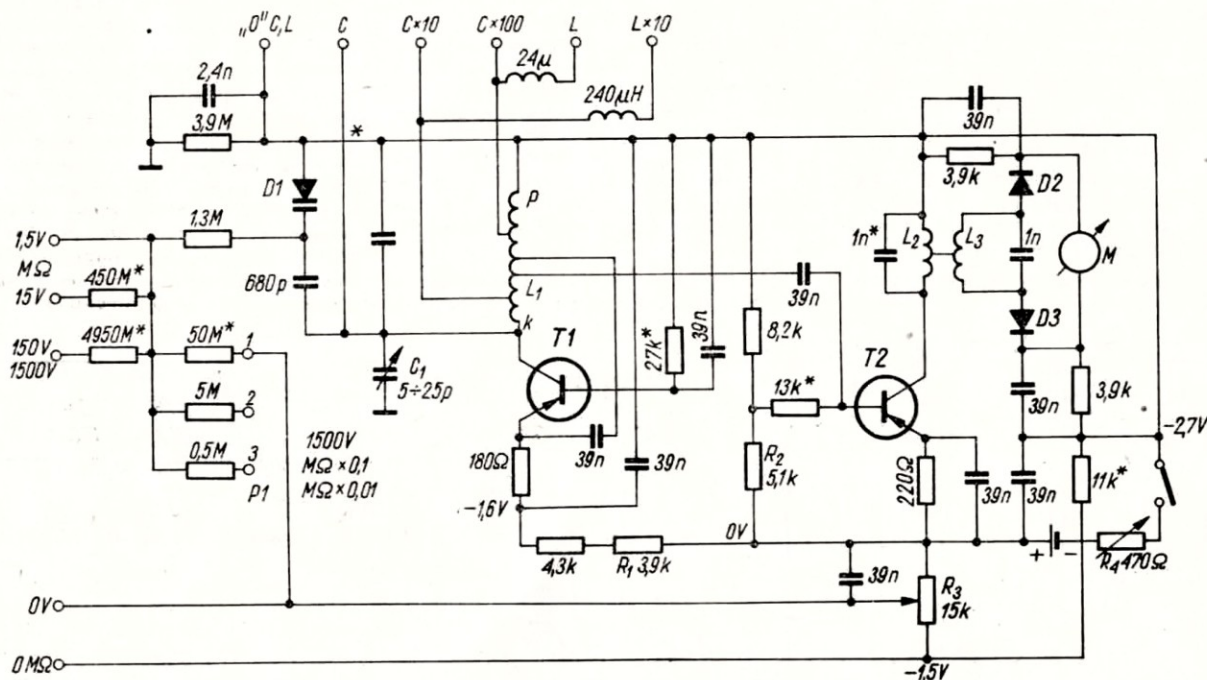 „0" C,L
C
C×10
C×100
L
L×10
24μ
2,4n
240μH
39n
3,9M
*
3,9k
D1
D2
p
1,3M
1,5V
1n*
L2
L3
1n
M
MΩ
450M*
680p
39n
L1
15V
k
27k*
39n
8,2k
D3
4950M*
50M*
1
T1
T2
150V
1500V
C1
5÷25p
13k*
3,9k
5M
2
39n
-2,7V
1500V
0,5M
3
MΩ×0,1
39n
39n
R2
5,1k
11k*
P1
MΩ×0,01
180Ω
220Ω
39n
39n
-1,6V
0V
+
-
4,3k
R1 3,9k
R4 470Ω
39n
R3
15k
0V
0MΩ
-1,5V